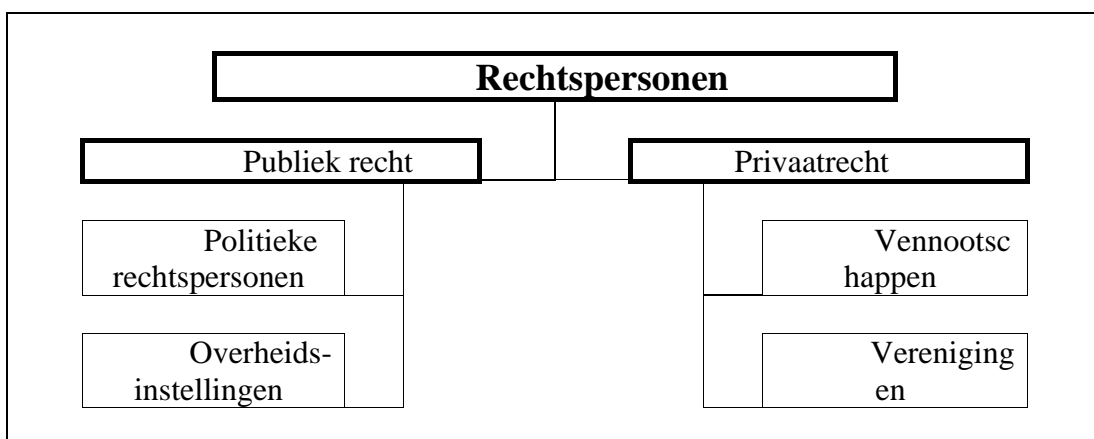 Rechtspersonen
Publiek recht
Privaatrecht
Politieke
rechtspersonen
Vennootsc
happen
Overheids-
instellingen
Vereniging
en